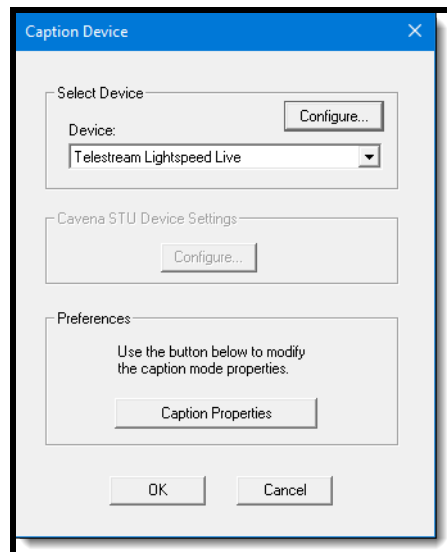 Caption Device
Select Device
Configure...
Device:
Telestream Lightspeed Live
Cavena STU Device Settings
Configure...
Preferences
Use the button below to modify
the caption mode properties.
Caption Properties
OK
Cancel